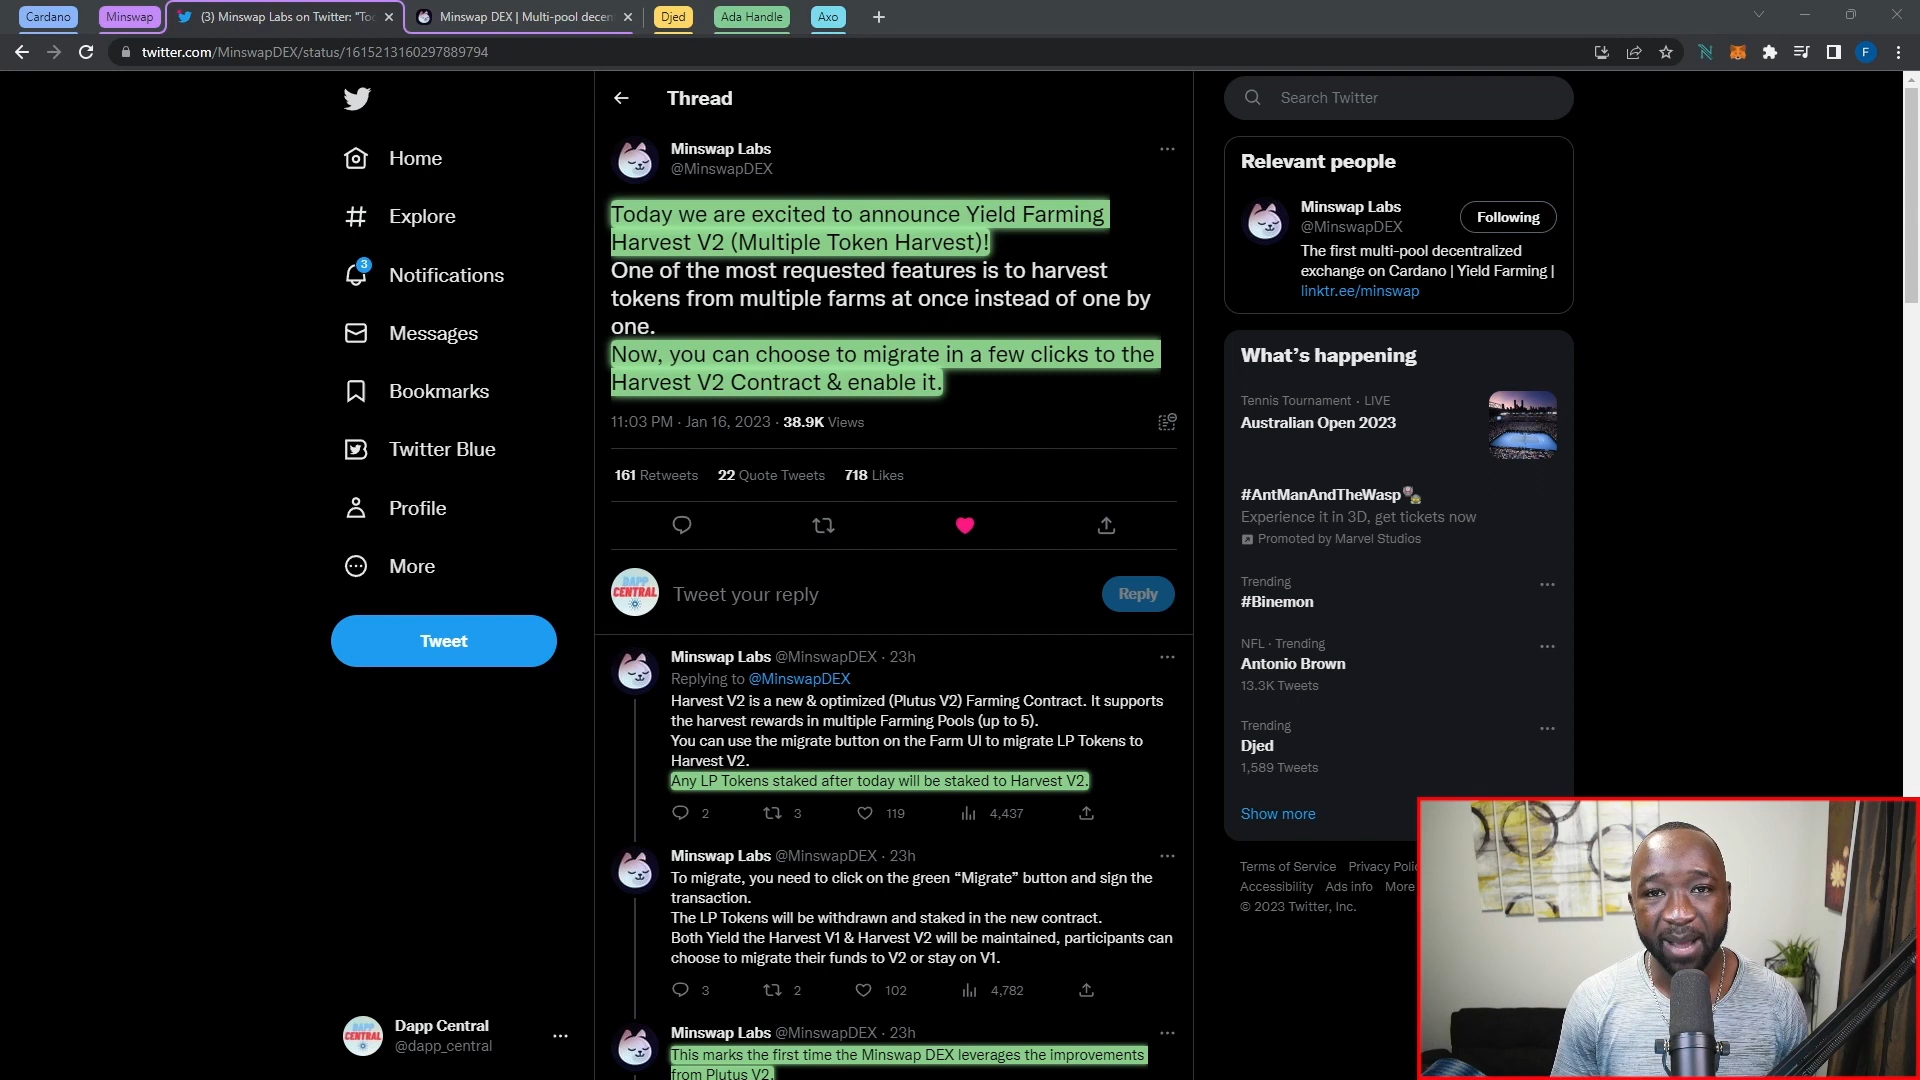 Cardano
Minswap
(3) Minswap Labs on Twitter: "Too
Minswap DEX | Multi-pool decen
Djed
Ada Handle
Axo
twitter.com/MinswapDEX/status/1615213160297889794
F
Home
Explore
3
Notifications
Messages
Bookmarks
Twitter Blue
Profile
More
Tweet
DAPP
CENTRAL
Dapp Central
@dapp_central
Thread
Minswap Labs
@MinswapDEX
Today we are excited to announce Yield Farming
Harvest V2 (Multiple Token Harvest)!
One of the most requested features is to harvest
tokens from multiple farms at once instead of one by
one.
Now, you can choose to migrate in a few clicks to the
Harvest V2 Contract & enable it.
11:03 PM · Jan 16, 2023 · 38.9K Views
161 Retweets 22 Quote Tweets 718 Likes
DAPP
CENTRAL
Tweet your reply
Reply
Minswap Labs @MinswapDEX · 23h
Replying to @MinswapDEX
Harvest V2 is a new & optimized (Plutus V2) Farming Contract. It supports
the harvest rewards in multiple Farming Pools (up to 5).
You can use the migrate button on the Farm UI to migrate LP Tokens to
Harvest V2.
Any LP Tokens staked after today will be staked to Harvest V2.
2 3 119 4,437
Minswap Labs @MinswapDEX · 23h
To migrate, you need to click on the green “Migrate” button and sign the
transaction.
The LP Tokens will be withdrawn and staked in the new contract.
Both Yield the Harvest V1 & Harvest V2 will be maintained, participants can
choose to migrate their funds to V2 or stay on V1.
3 2 102 4,782
Minswap Labs @MinswapDEX · 23h
This marks the first time the Minswap DEX leverages the improvements
from Plutus V2.
Search Twitter
Relevant people
Minswap Labs
@MinswapDEX
Following
The first multi-pool decentralized
exchange on Cardano | Yield Farming |
linktr.ee/minswap
What’s happening
Tennis Tournament · LIVE
Australian Open 2023
#AntManAndTheWasp
Experience it in 3D, get tickets now
Promoted by Marvel Studios
Trending
#Binemon
NFL · Trending
Antonio Brown
13.3K Tweets
Trending
Djed
1,589 Tweets
Show more
Terms of Service Privacy Polic
Accessibility Ads info More
© 2023 Twitter, Inc.